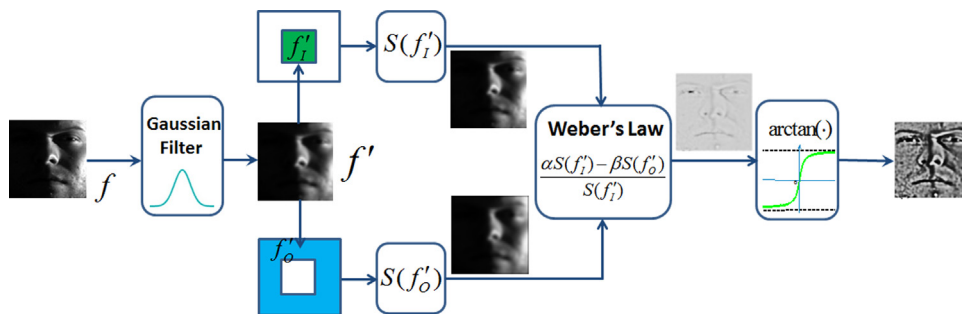 f
Gaussian
Filter
f'
f'_I
S(f'_I)
f'_O
S(f'_O)
Weber's Law
αS(f'_I) − βS(f'_O)
S(f'_I)
arctan(·)